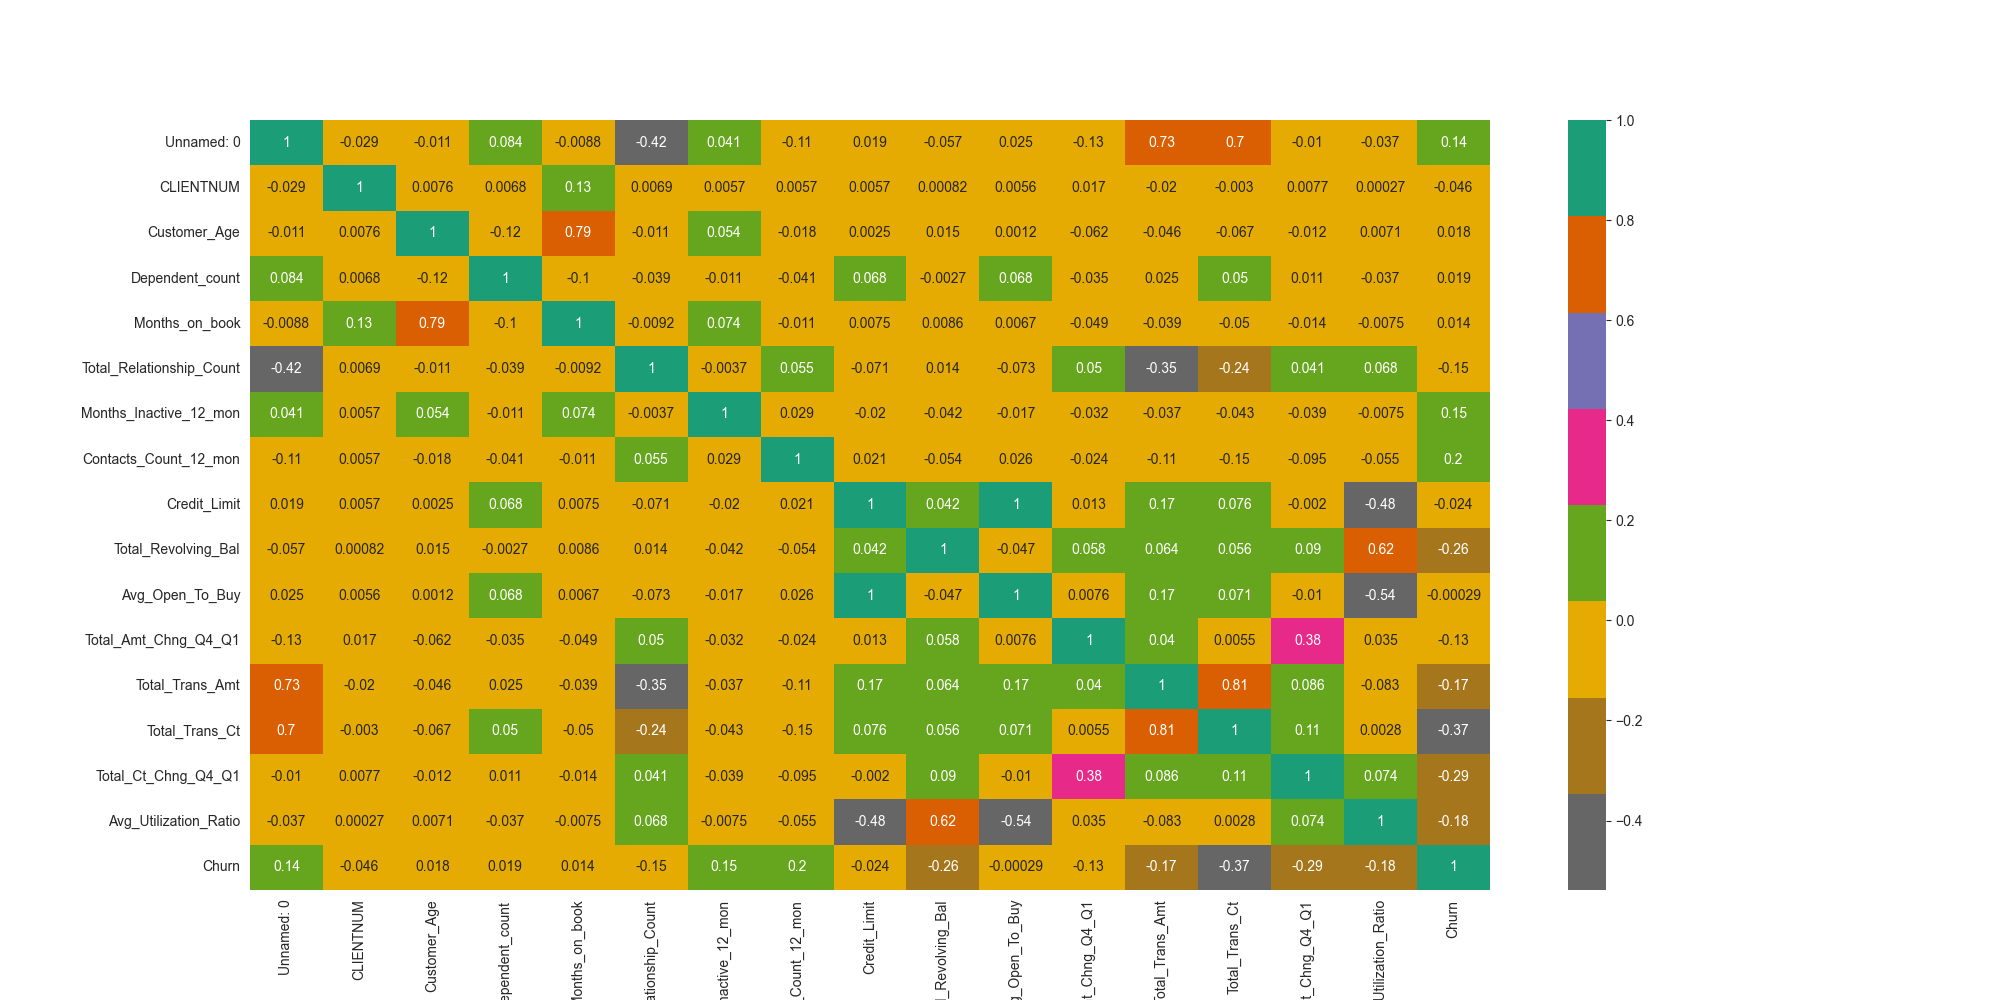 Unnamed: 0 1 -0.029 -0.011 0.084 -0.0088 -0.42 0.041 -0.11 0.019 -0.057 0.025 -0.13 0.73 0.7 -0.01 -0.037 0.14
CLIENTNUM -0.029 1 0.0076 0.0068 0.13 0.0069 0.0057 0.0057 0.0057 0.00082 0.0056 0.017 -0.02 -0.003 0.0077 0.00027 -0.046
Customer_Age -0.011 0.0076 1 -0.12 0.79 -0.011 0.054 -0.018 0.0025 0.015 0.0012 -0.062 -0.046 -0.067 -0.012 0.0071 0.018
Dependent_count 0.084 0.0068 -0.12 1 -0.1 -0.039 -0.011 -0.041 0.068 -0.0027 0.068 -0.035 0.025 0.05 0.011 -0.037 0.019
Months_on_book -0.0088 0.13 0.79 -0.1 1 -0.0092 0.074 -0.011 0.0075 0.0086 0.0067 -0.049 -0.039 -0.05 -0.014 -0.0075 0.014
Total_Relationship_Count -0.42 0.0069 -0.011 -0.039 -0.0092 1 -0.0037 0.055 -0.071 0.014 -0.073 0.05 -0.35 -0.24 0.041 0.068 -0.15
Months_Inactive_12_mon 0.041 0.0057 0.054 -0.011 0.074 -0.0037 1 0.029 -0.02 -0.042 -0.017 -0.032 -0.037 -0.043 -0.039 -0.0075 0.15
Contacts_Count_12_mon -0.11 0.0057 -0.018 -0.041 -0.011 0.055 0.029 1 0.021 -0.054 0.026 -0.024 -0.11 -0.15 -0.095 -0.055 0.2
Credit_Limit 0.019 0.0057 0.0025 0.068 0.0075 -0.071 -0.02 0.021 1 0.042 1 0.013 0.17 0.076 -0.002 -0.48 -0.024
Total_Revolving_Bal -0.057 0.00082 0.015 -0.0027 0.0086 0.014 -0.042 -0.054 0.042 1 -0.047 0.058 0.064 0.056 0.09 0.62 -0.26
Avg_Open_To_Buy 0.025 0.0056 0.0012 0.068 0.0067 -0.073 -0.017 0.026 1 -0.047 1 0.0076 0.17 0.071 -0.01 -0.54 -0.00029
Total_Amt_Chng_Q4_Q1 -0.13 0.017 -0.062 -0.035 -0.049 0.05 -0.032 -0.024 0.013 0.058 0.0076 1 0.04 0.0055 0.38 0.035 -0.13
Total_Trans_Amt 0.73 -0.02 -0.046 0.025 -0.039 -0.35 -0.037 -0.11 0.17 0.064 0.17 0.04 1 0.81 0.086 -0.083 -0.17
Total_Trans_Ct 0.7 -0.003 -0.067 0.05 -0.05 -0.24 -0.043 -0.15 0.076 0.056 0.071 0.0055 0.81 1 0.11 0.0028 -0.37
Total_Ct_Chng_Q4_Q1 -0.01 0.0077 -0.012 0.011 -0.014 0.041 -0.039 -0.095 -0.002 0.09 -0.01 0.38 0.086 0.11 1 0.074 -0.29
Avg_Utilization_Ratio -0.037 0.00027 0.0071 -0.037 -0.0075 0.068 -0.0075 -0.055 -0.48 0.62 -0.54 0.035 -0.083 0.0028 0.074 1 -0.18
Churn 0.14 -0.046 0.018 0.019 0.014 -0.15 0.15 0.2 -0.024 -0.26 -0.00029 -0.13 -0.17 -0.37 -0.29 -0.18 1
Unnamed: 0
CLIENTNUM
Customer_Age
ependent_count
Months_on_book
ationship_Count
nactive_12_mon
_Count_12_mon
Credit_Limit
l_Revolving_Bal
g_Open_To_Buy
t_Chng_Q4_Q1
Total_Trans_Amt
Total_Trans_Ct
t_Chng_Q4_Q1
Utilization_Ratio
Churn
1.0
0.8
0.6
0.4
0.2
0.0
−0.2
−0.4